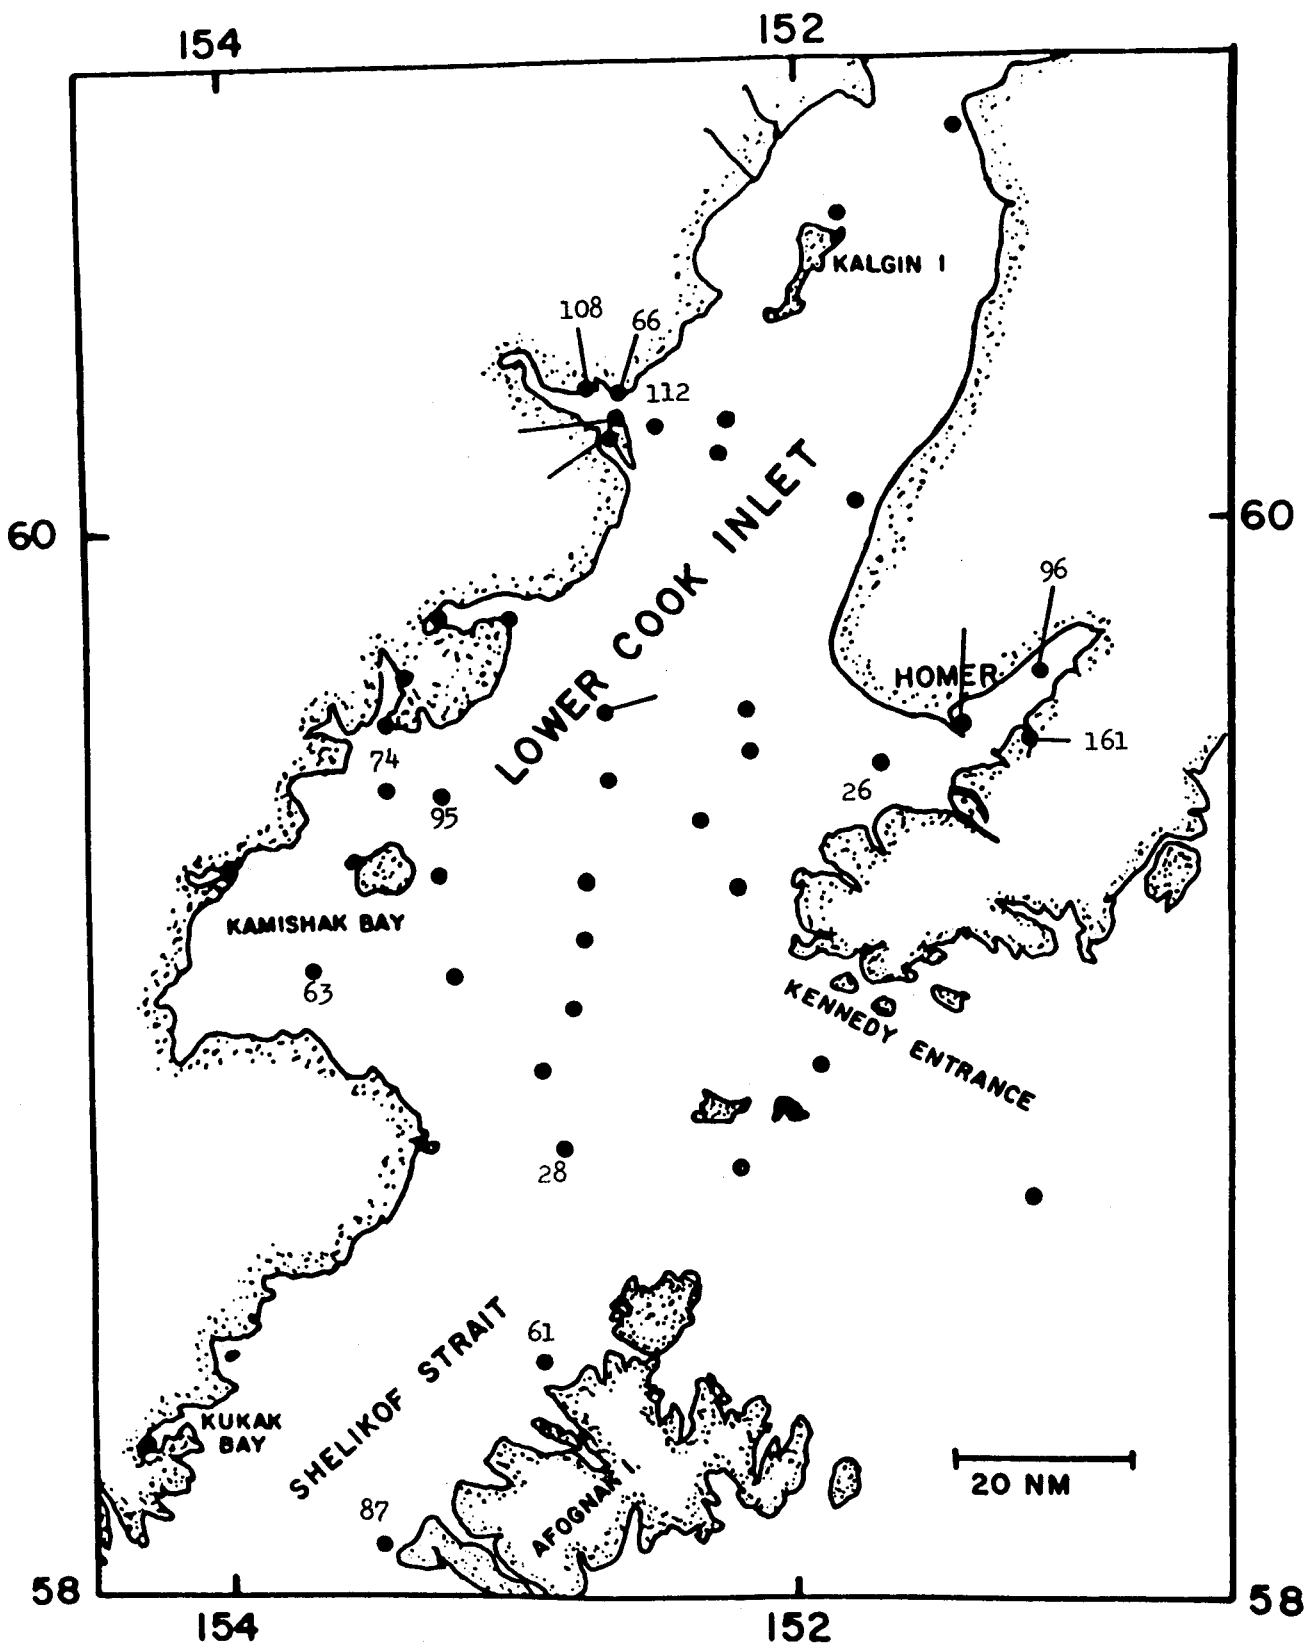 154
152
KALGIN I
108
66
112
LOWER COOK INLET
60
60
96
HOMER
161
74
26
95
KAMISHAK BAY
63
KENNEDY ENTRANCE
28
61
SHELIKOF STRAIT
KUKAK
BAY
20 NM
AFOGNAK I
87
58
58
154
152